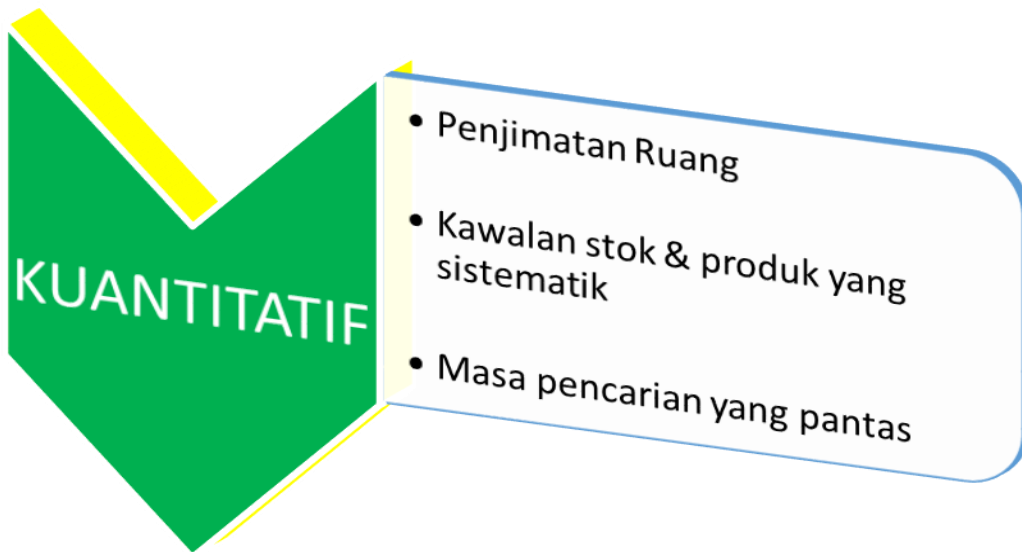 KUANTITATIF
• Penjimatan Ruang
• Kawalan stok & produk yang
sistematik
• Masa pencarian yang pantas